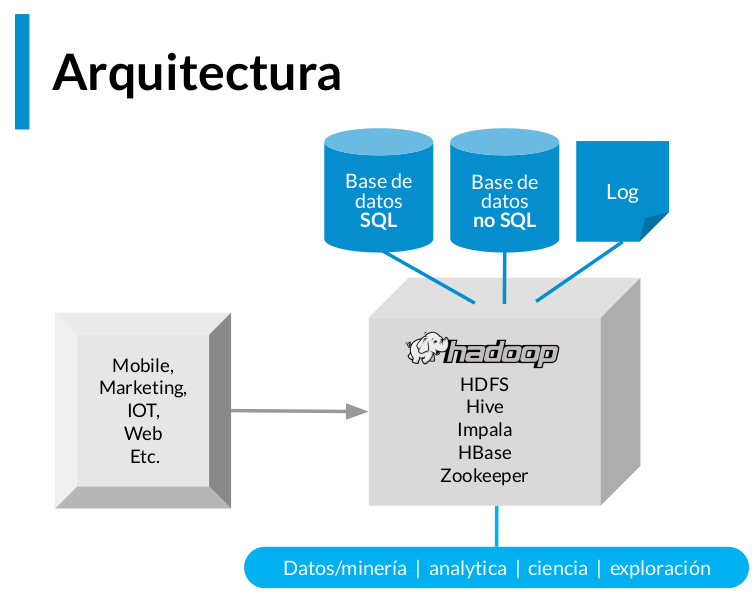 Arquitectura
Base de
datos
SQL
Base de
datos
no SQL
Log
Mobile,
Marketing,
IOT,
Web
Etc.
hadoop
HDFS
Hive
Impala
HBase
Zookeeper
Datos/minería | analytica | ciencia | exploración